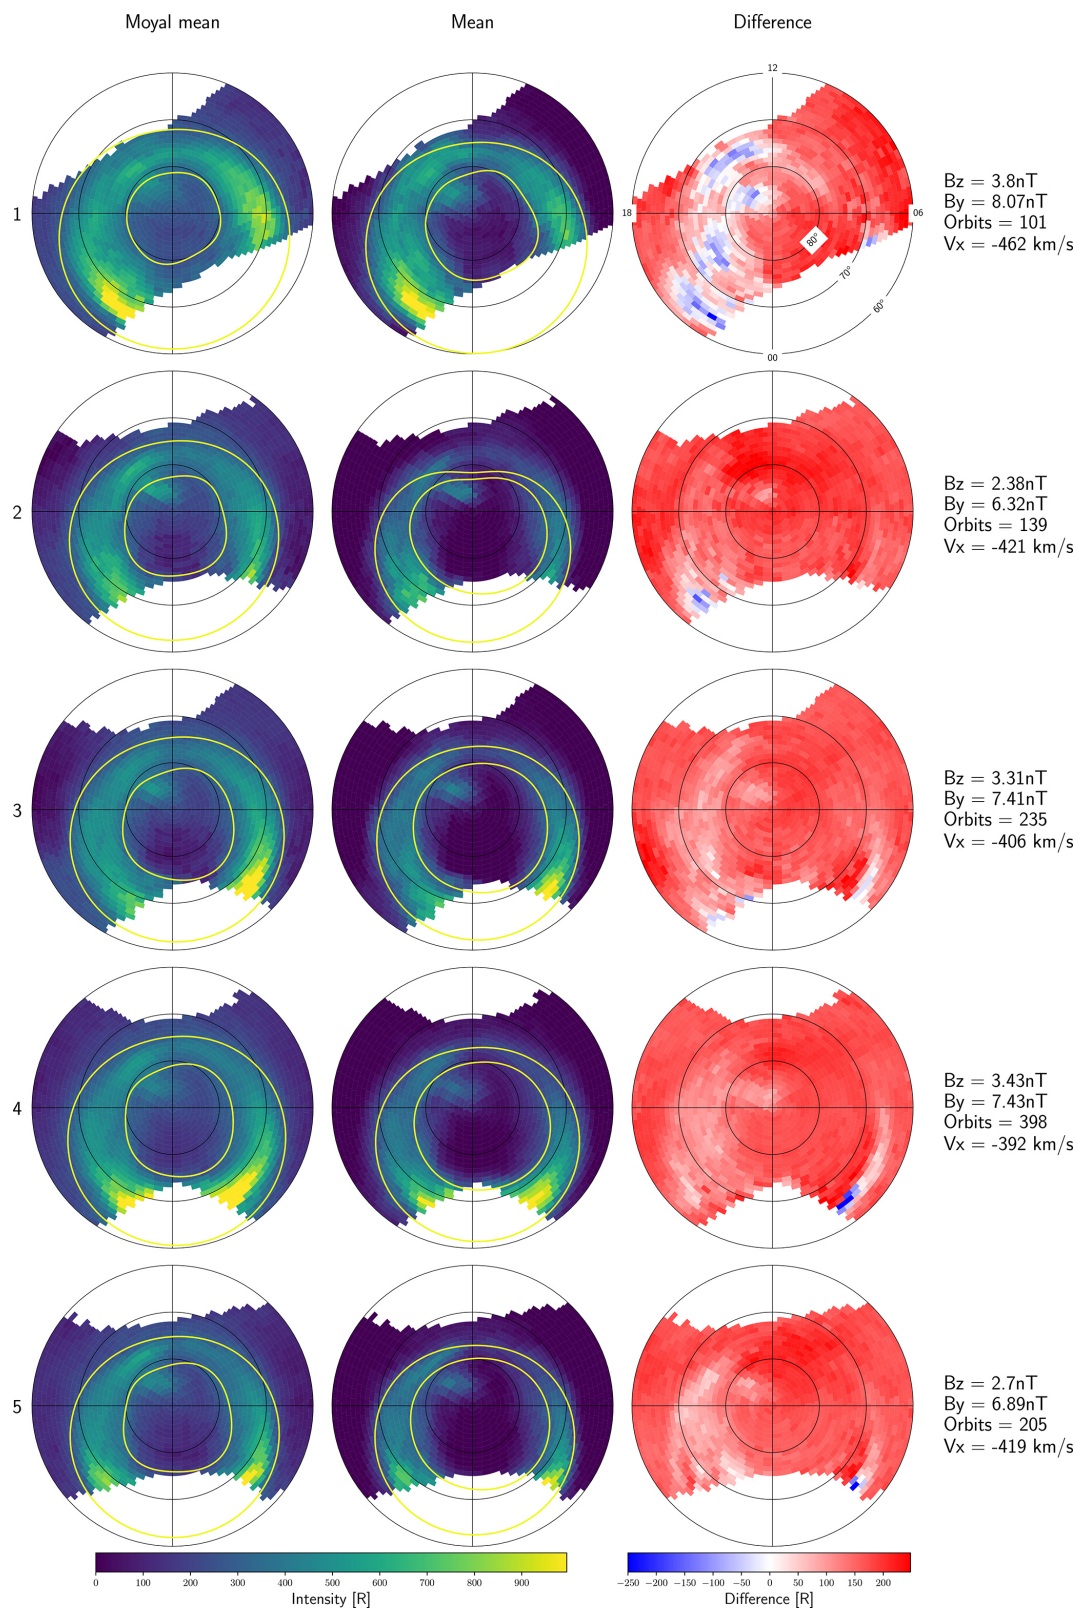 Moyal mean Mean Difference
12
1 18 06 Bz = 3.8nT
By = 8.07nT
Orbits = 101
Vx = -462 km/s
80°
70°
60°
00
2 Bz = 2.38nT
By = 6.32nT
Orbits = 139
Vx = -421 km/s
3 Bz = 3.31nT
By = 7.41nT
Orbits = 235
Vx = -406 km/s
4 Bz = 3.43nT
By = 7.43nT
Orbits = 398
Vx = -392 km/s
5 Bz = 2.7nT
By = 6.89nT
Orbits = 205
Vx = -419 km/s
0 100 200 300 400 500 600 700 800 900 −250 −200 −150 −100 −50 0 50 100 150 200
Intensity [R] Difference [R]